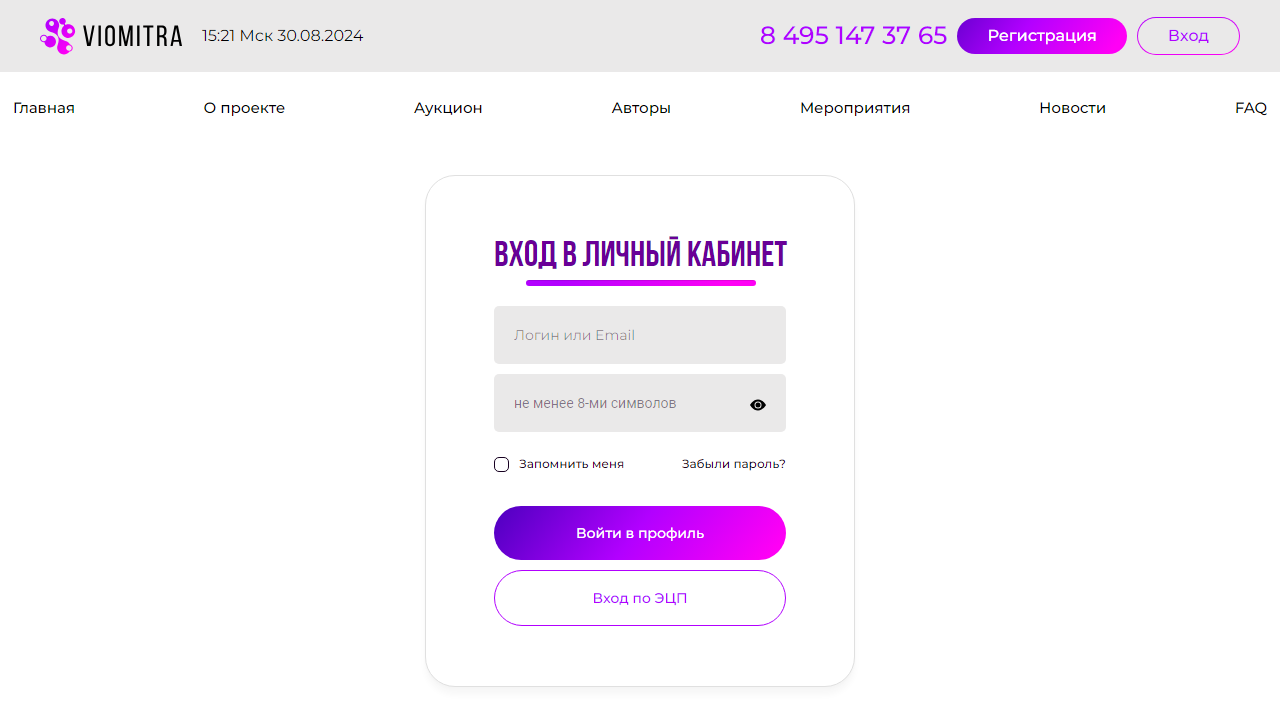 VIOMITRA 15:21 Мск 30.08.2024 8 495 147 37 65 Регистрация Вход
Главная О проекте Аукцион Авторы Мероприятия Новости FAQ
ВХОД В ЛИЧНЫЙ КАБИНЕТ
Логин или Email
не менее 8-ми символов
Запомнить меня Забыли пароль?
Войти в профиль
Вход по ЭЦП